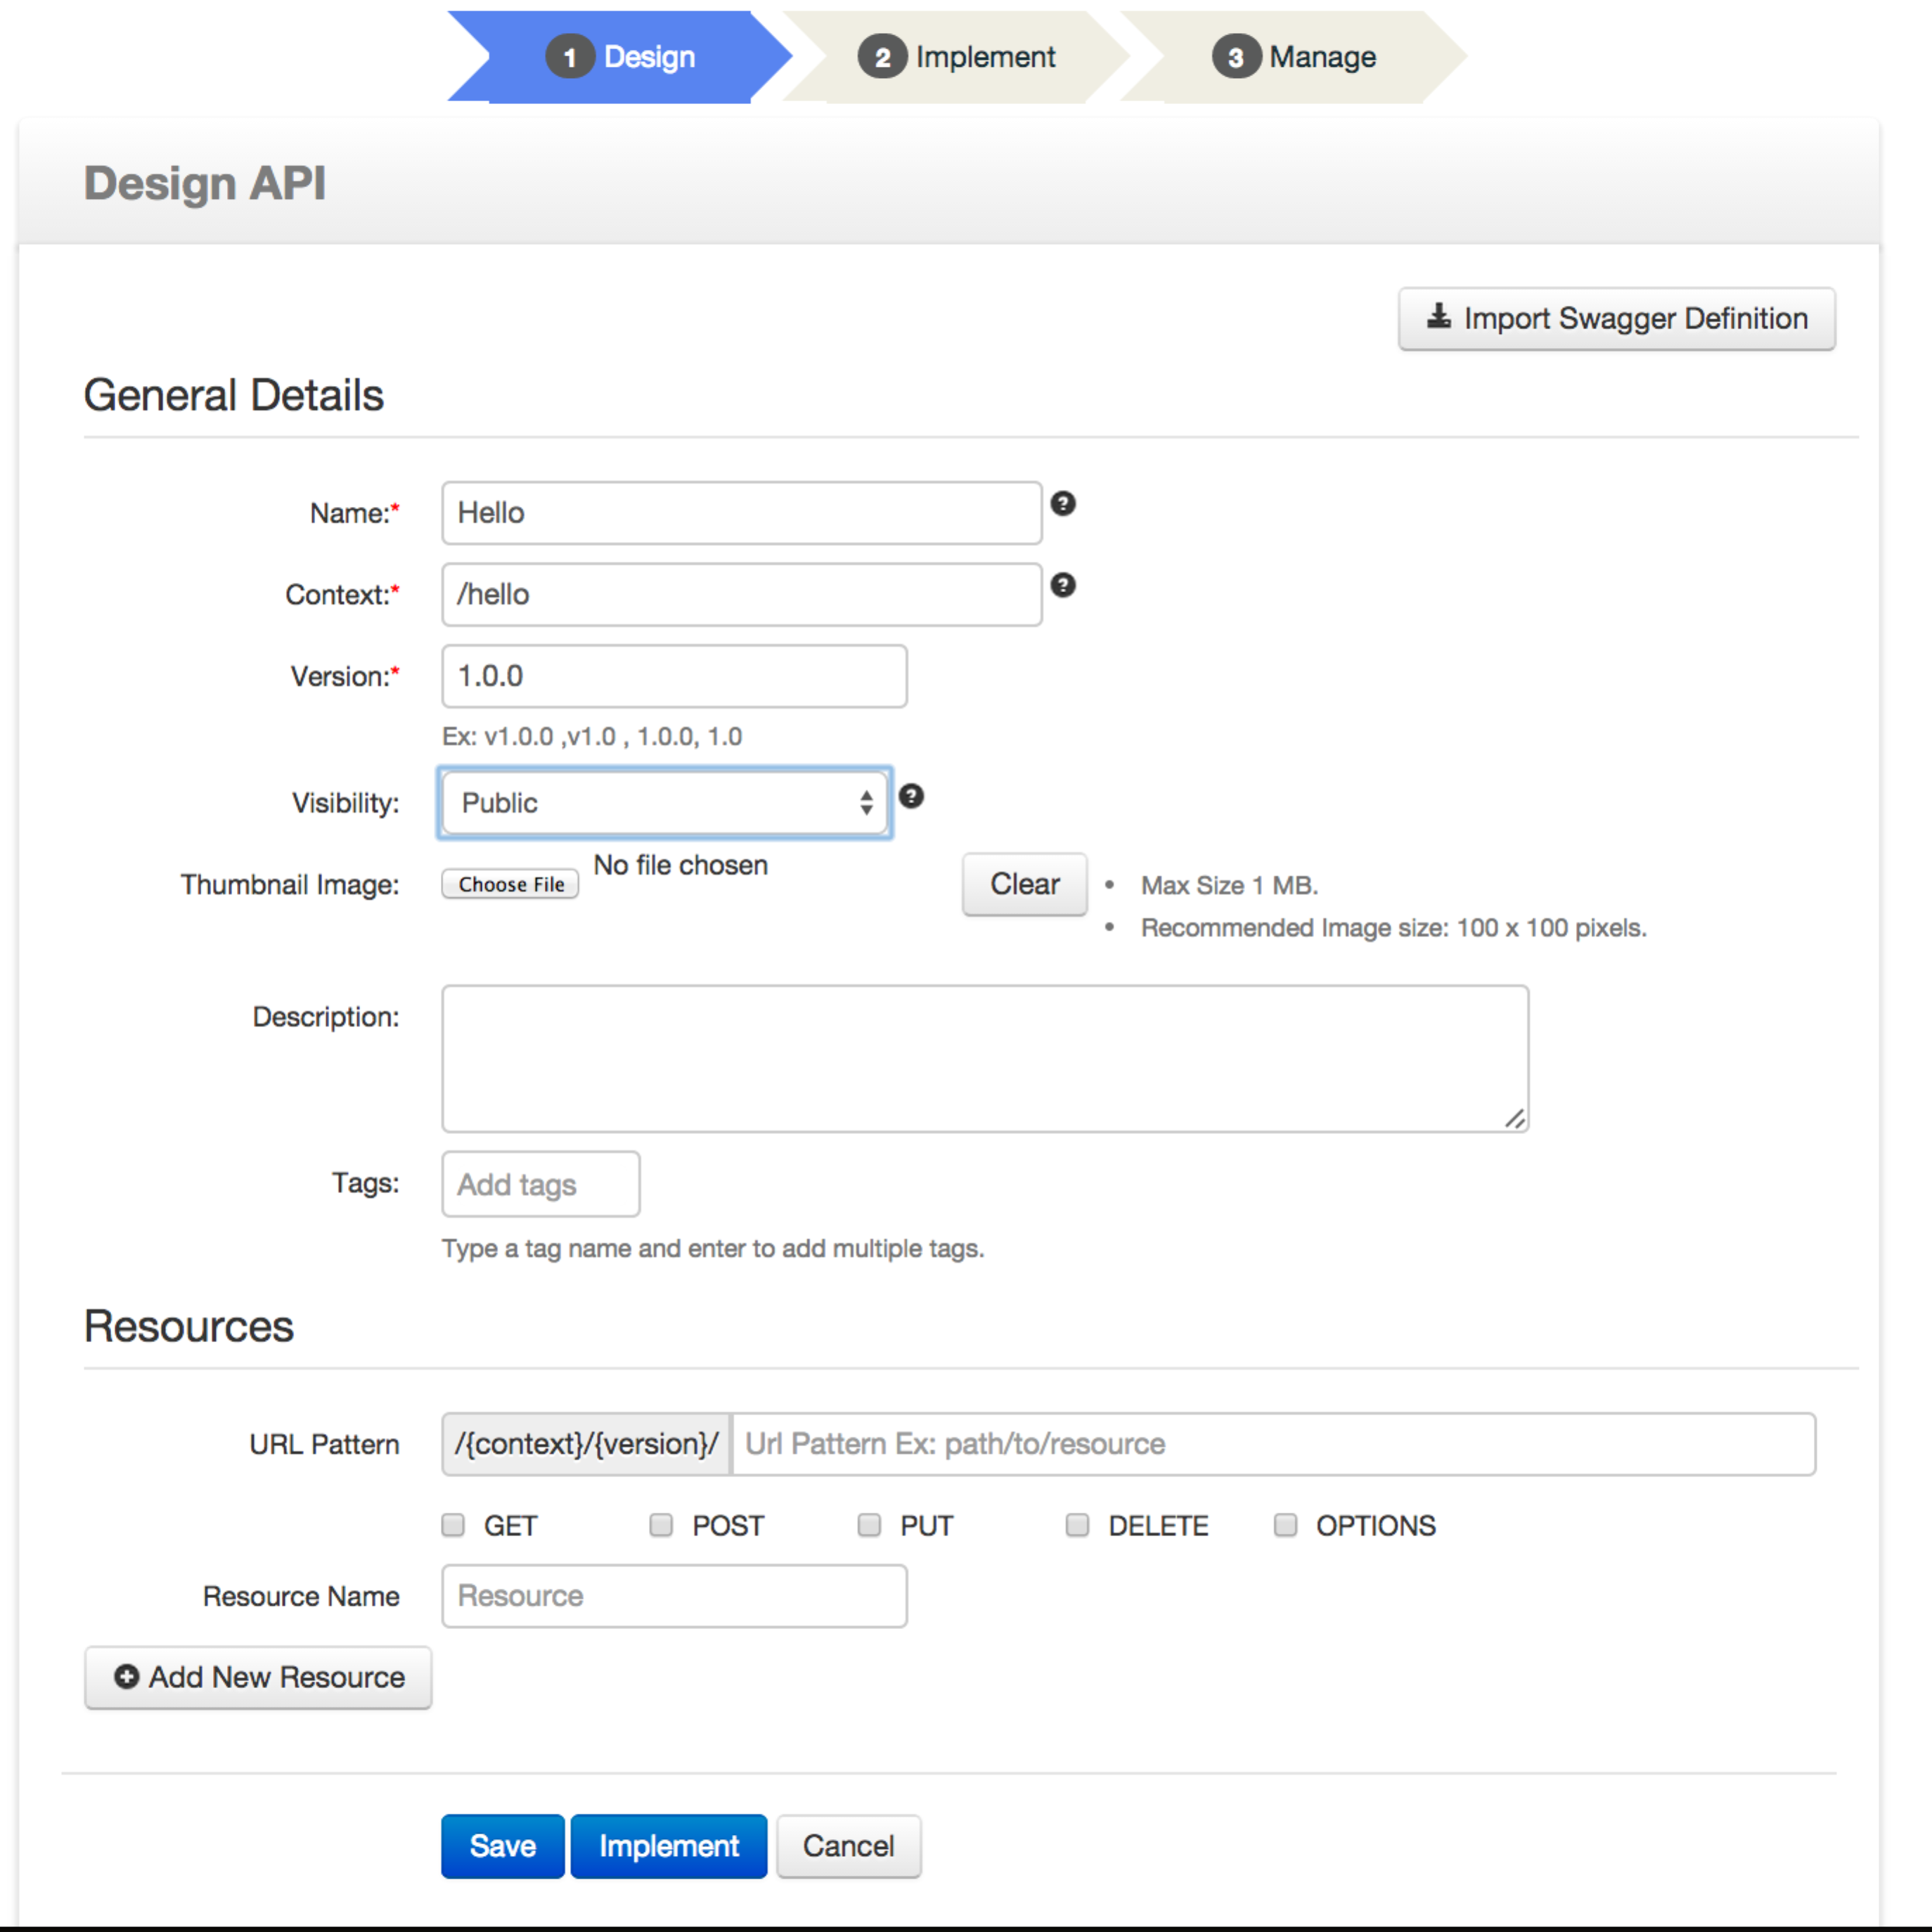 1 Design 2 Implement 3 Manage
Design API
Import Swagger Definition
General Details
Name:* Hello ?
Context:* /hello ?
Version:* 1.0.0
Ex: v1.0.0 ,v1.0 , 1.0.0, 1.0
Visibility: Public ?
Thumbnail Image: Choose File No file chosen Clear • Max Size 1 MB.
• Recommended Image size: 100 x 100 pixels.
Description:
Tags: Add tags
Type a tag name and enter to add multiple tags.
Resources
URL Pattern /{context}/{version}/ Url Pattern Ex: path/to/resource
GET POST PUT DELETE OPTIONS
Resource Name Resource
Add New Resource
Save Implement Cancel